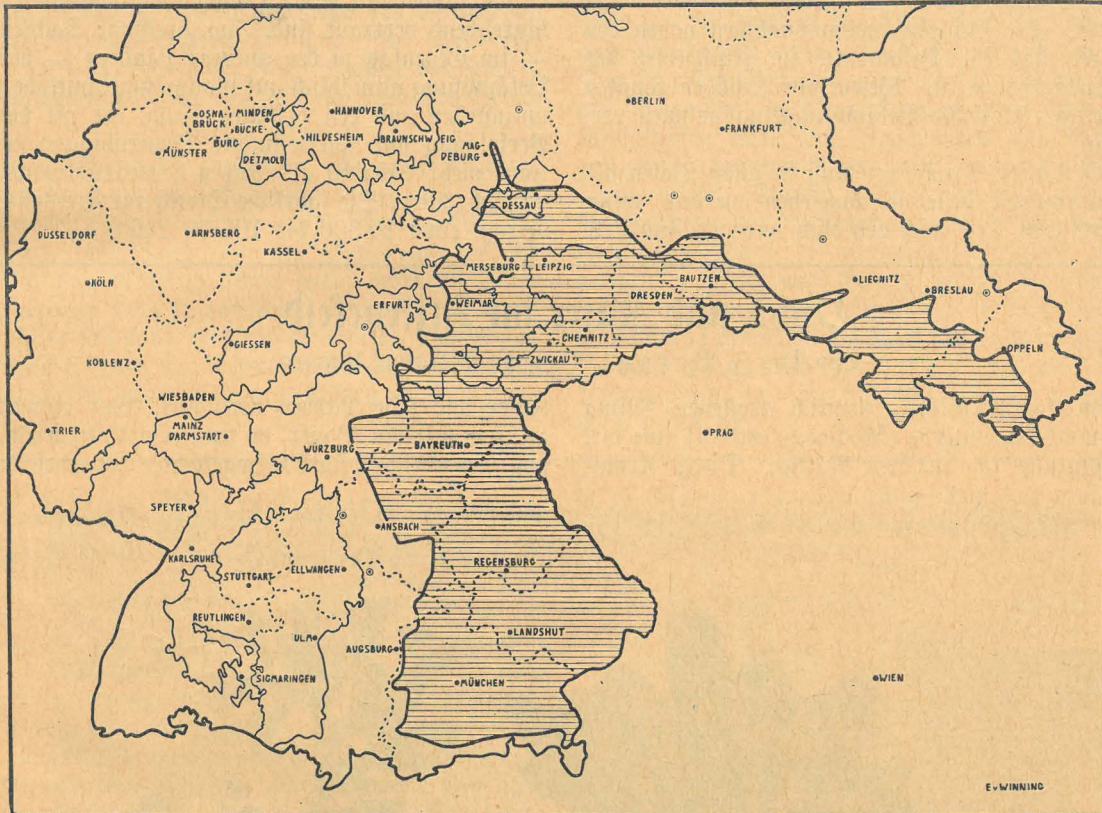 BERLIN
HANNOVER
OSNA-
BRÜCK
MINDEN
BÜCKE-
BURG
BRAUNSCHWEIG
FRANKFURT
HILDESHEIM
MÜNSTER
MAG-
DEBURG
DETMOLD
DESSAU
DÜSSELDORF
ARNSBERG
KASSEL
MERSEBURG
LEIPZIG
BAUTZEN
LIEGNITZ
BRESLAU
KÖLN
ERFURT
WEIMAR
DRESDEN
CHEMNITZ
GIESSEN
ZWICKAU
OPPELN
KOBLENZ
WIESBADEN
MAINZ
DARMSTADT
TRIER
PRAG
BAYREUTH
WÜRZBURG
SPEYER
ANSBACH
KARLSRUHE
STUTTGART
ELLWANGEN
REGENSBURG
REUTLINGEN
ULM
LANDSHUT
AUGSBURG
SIGMARINGEN
MÜNCHEN
WIEN
E.v.WINNING